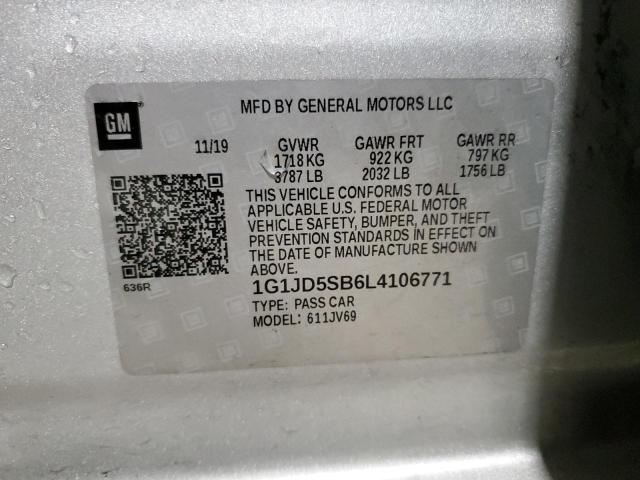 GM
MFD BY GENERAL MOTORS LLC
11/19 GVWR GAWR FRT GAWR RR
1718 KG 922 KG 797 KG
3787 LB 2032 LB 1756 LB
THIS VEHICLE CONFORMS TO ALL
APPLICABLE U.S. FEDERAL MOTOR
VEHICLE SAFETY, BUMPER, AND THEFT
PREVENTION STANDARDS IN EFFECT ON
THE DATE OF MANUFACTURE SHOWN
ABOVE.
636R
1G1JD5SB6L4106771
TYPE: PASS CAR
MODEL: 611JV69